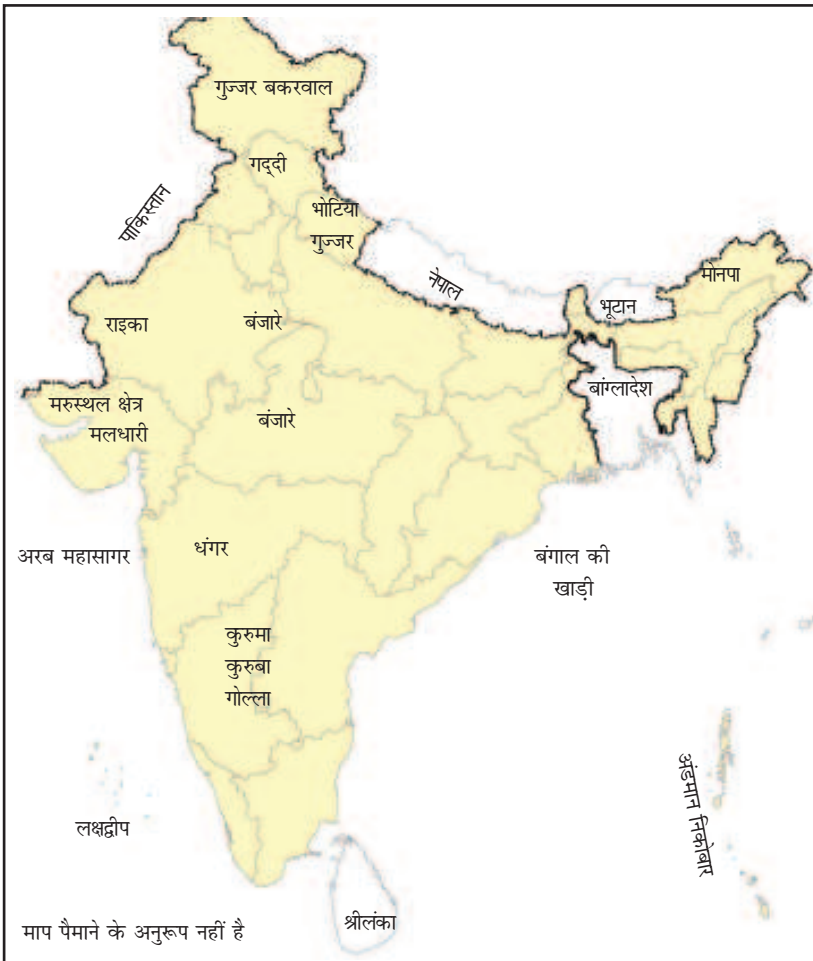 गुज्जर बकरवाल
गद्दी
पाकिस्तान
भोटिया
गुज्जर
नेपाल
भूटान
मोनपा
राइका
बंजारे
बांग्लादेश
मरुस्थल क्षेत्र
मलधारी
बंजारे
अरब महासागर
धंगर
बंगाल की
खाड़ी
कुरुमा
कुरुबा
गोल्ला
लक्षद्वीप
अंडमान निकोबार
श्रीलंका
माप पैमाने के अनुरूप नहीं है